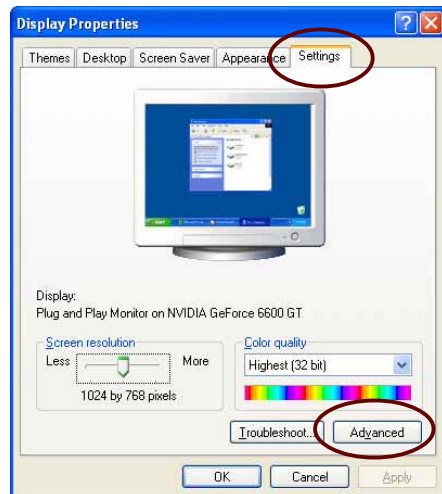 Display Properties
Themes Desktop Screen Saver Appearance Settings
Display:
Plug and Play Monitor on NVIDIA GeForce 6600 GT
Screen resolution
Less More
1024 by 768 pixels
Color quality
Highest (32 bit)
Troubleshoot... Advanced
OK Cancel Apply